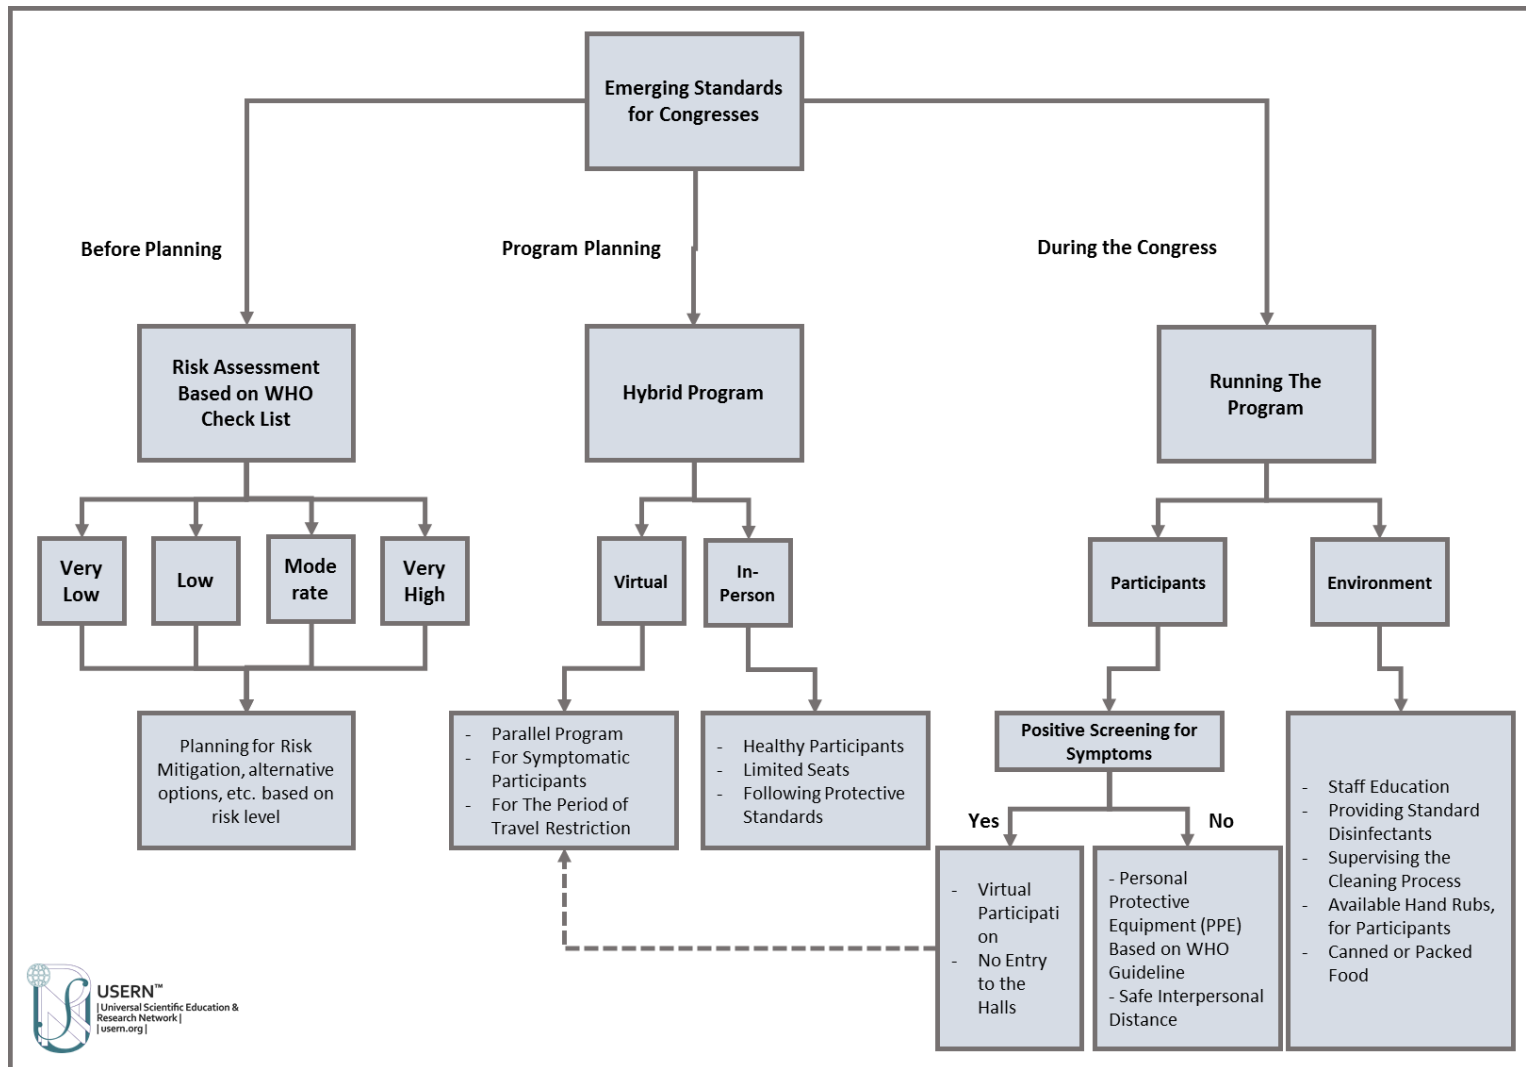 Emerging Standards
for Congresses
Before Planning
Program Planning
During the Congress
Risk Assessment
Based on WHO
Check List
Hybrid Program
Running The
Program
Very
Low
Low
Mode
rate
Very
High
Virtual
In-
Person
Participants
Environment
Planning for Risk
Mitigation, alternative
options, etc. based on
risk level
- Parallel Program
- For Symptomatic
Participants
- For The Period of
Travel Restriction
- Healthy Participants
- Limited Seats
- Following Protective
Standards
Positive Screening for
Symptoms
Yes
No
- Virtual
Participati
on
- No Entry
to the
Halls
- Personal
Protective
Equipment (PPE)
Based on WHO
Guideline
- Safe Interpersonal
Distance
- Staff Education
- Providing Standard
Disinfectants
- Supervising the
Cleaning Process
- Available Hand Rubs,
for Participants
- Canned or Packed
Food
USERN™
| Universal Scientific Education &
Research Network |
| usern.org |